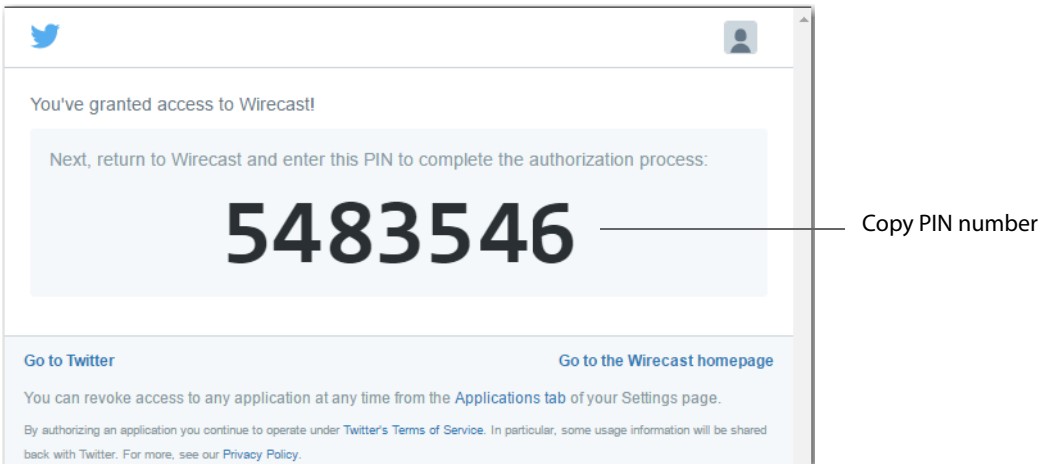 You've granted access to Wirecast!
Next, return to Wirecast and enter this PIN to complete the authorization process:
5483546
Copy PIN number
Go to Twitter
Go to the Wirecast homepage
You can revoke access to any application at any time from the Applications tab of your Settings page.
By authorizing an application you continue to operate under Twitter's Terms of Service. In particular, some usage information will be shared
back with Twitter. For more, see our Privacy Policy.